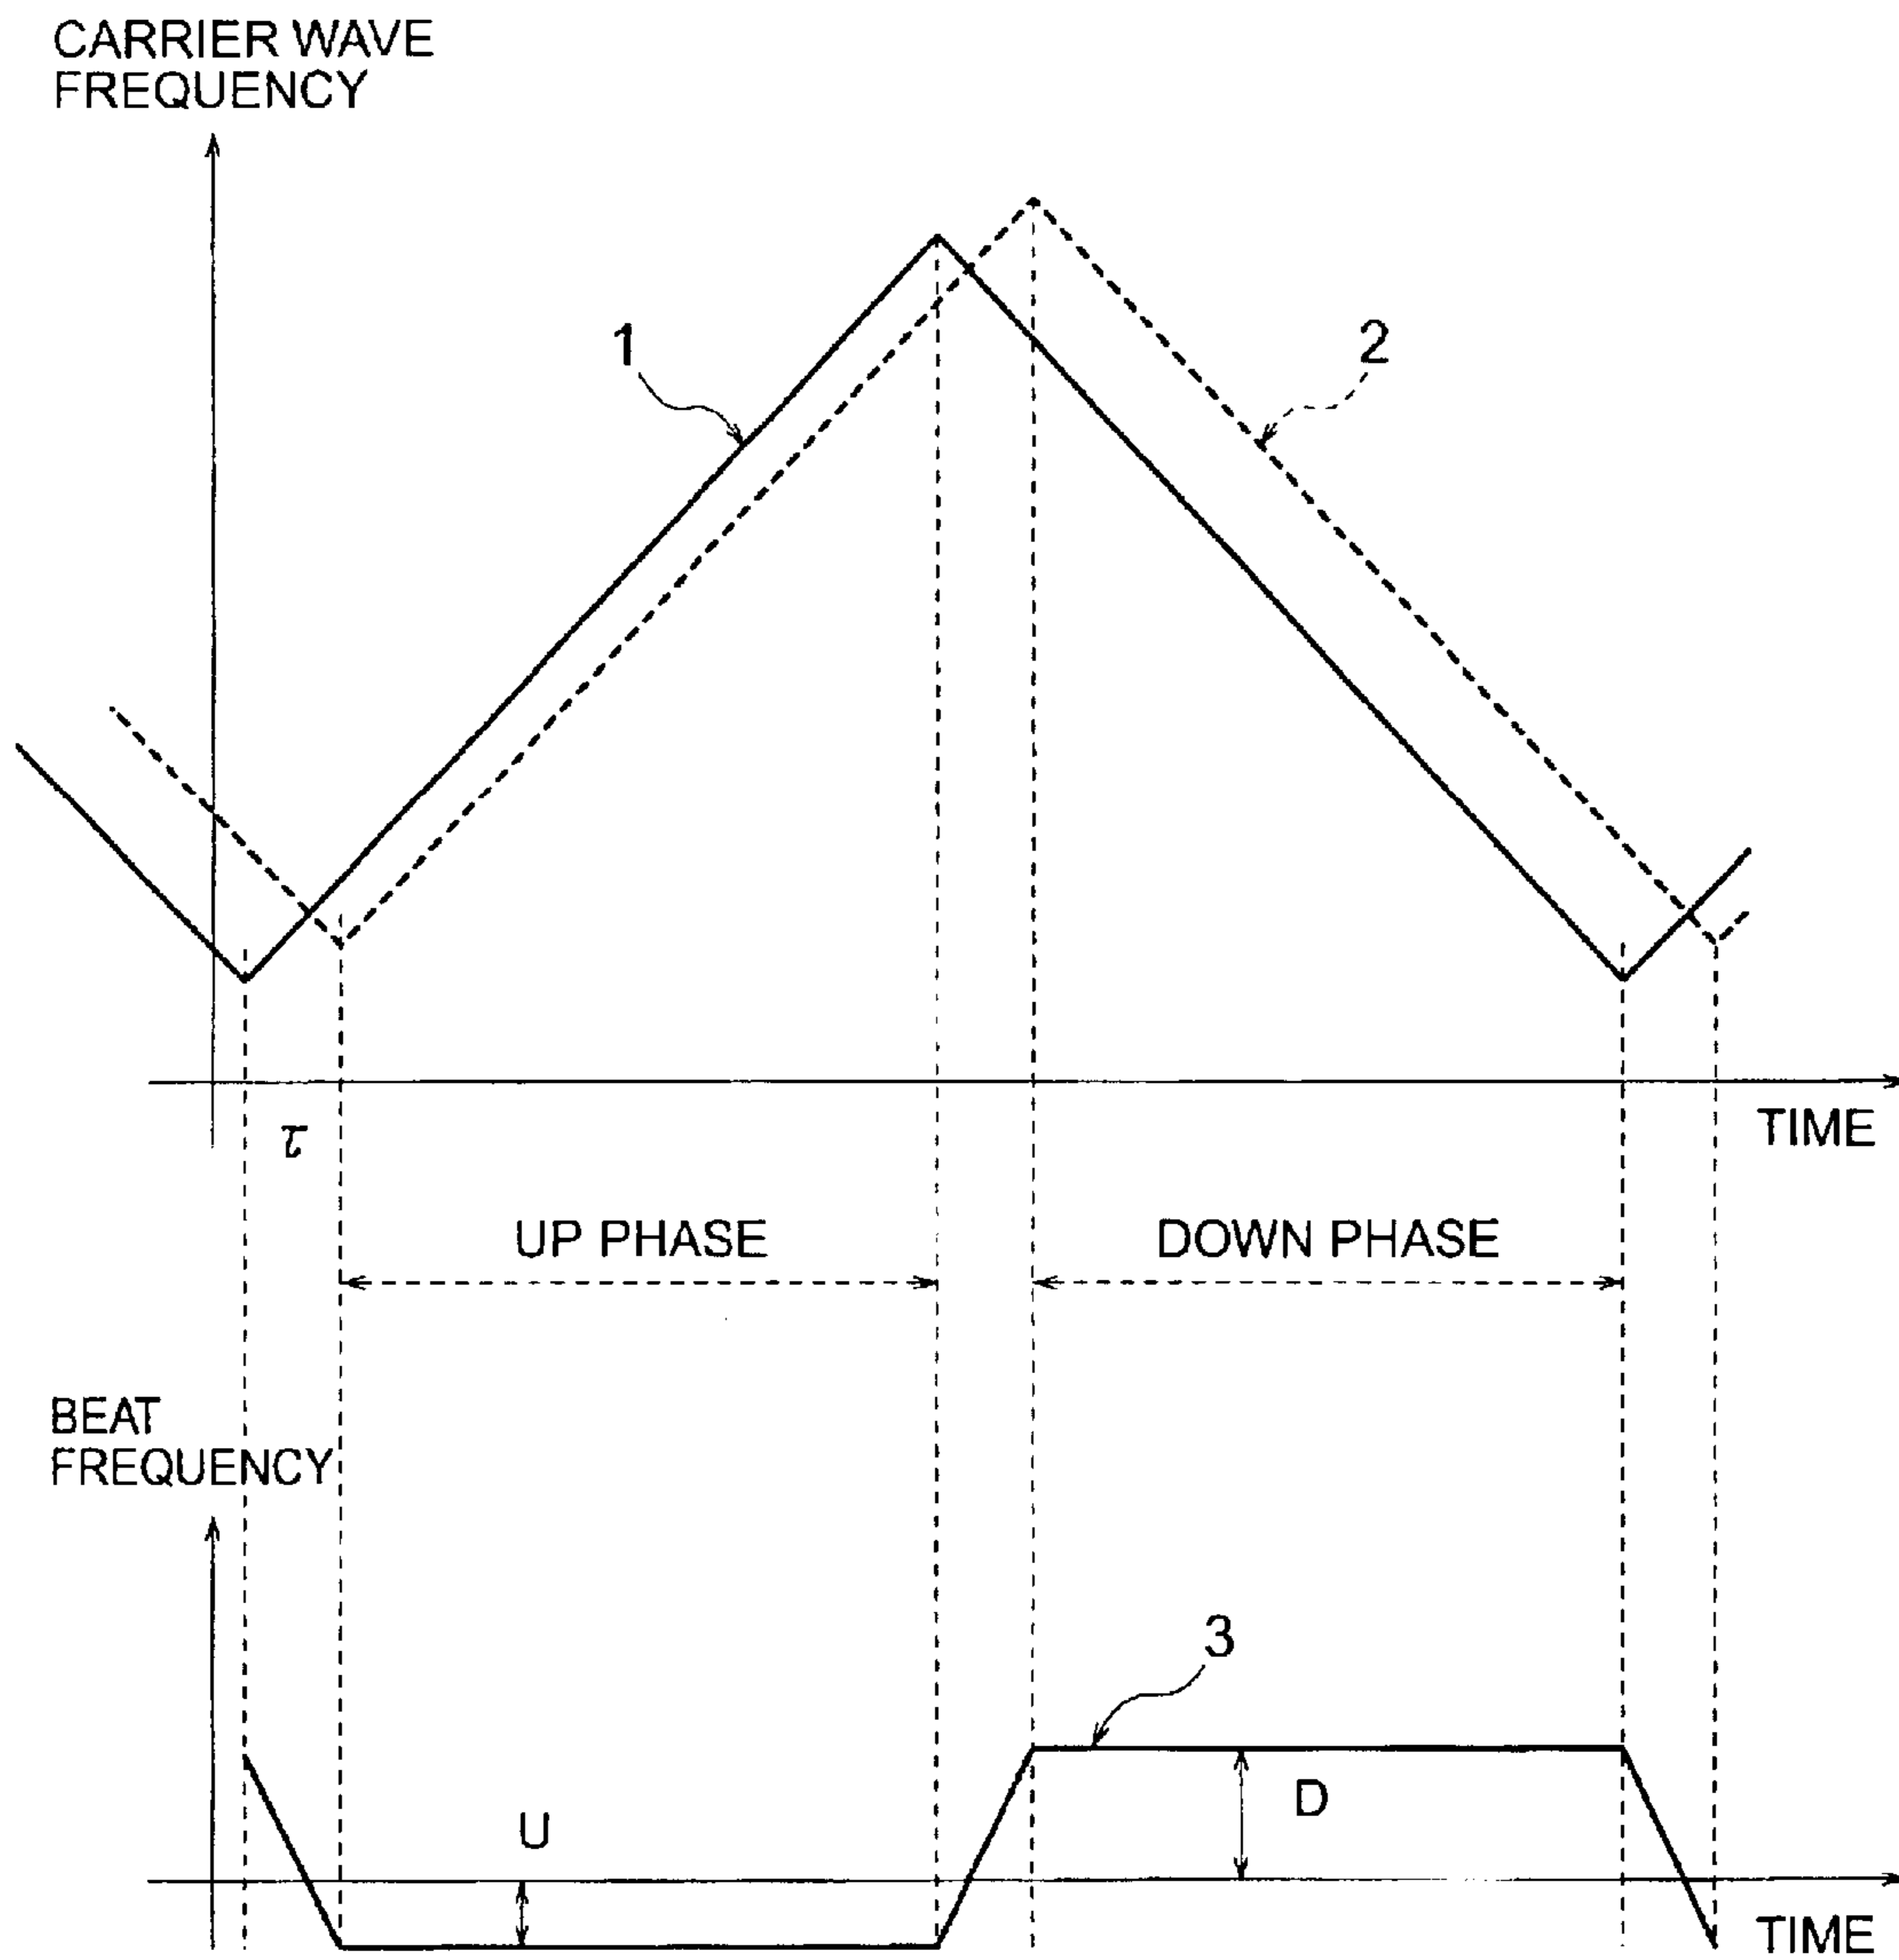 CARRIER WAVE
FREQUENCY
1
2
τ
TIME
UP PHASE
DOWN PHASE
BEAT
FREQUENCY
3
U
D
TIME